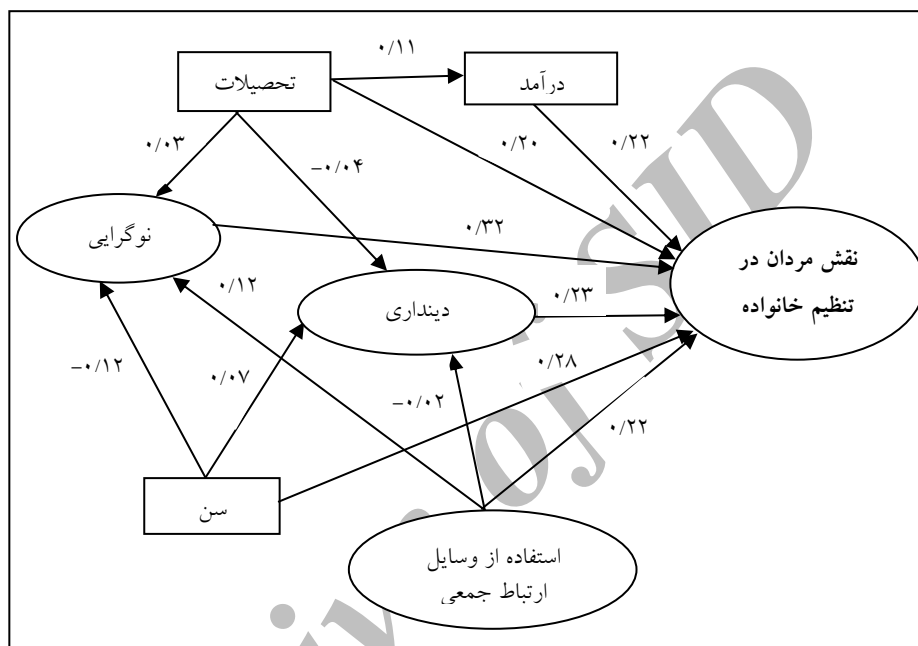 ۰/۱۱
تحصیلات
درآمد
۰/۰۳
-۰/۰۴
۰/۲۰
۰/۲۲
نوگرایی
۰/۳۲
نقش مردان در
تنظیم خانواده
۰/۱۲
دینداری
۰/۲۳
-۰/۱۲
۰/۰۷
-۰/۰۲
۰/۲۸
۰/۲۲
سن
استفاده از وسایل
ارتباط جمعی
of SID